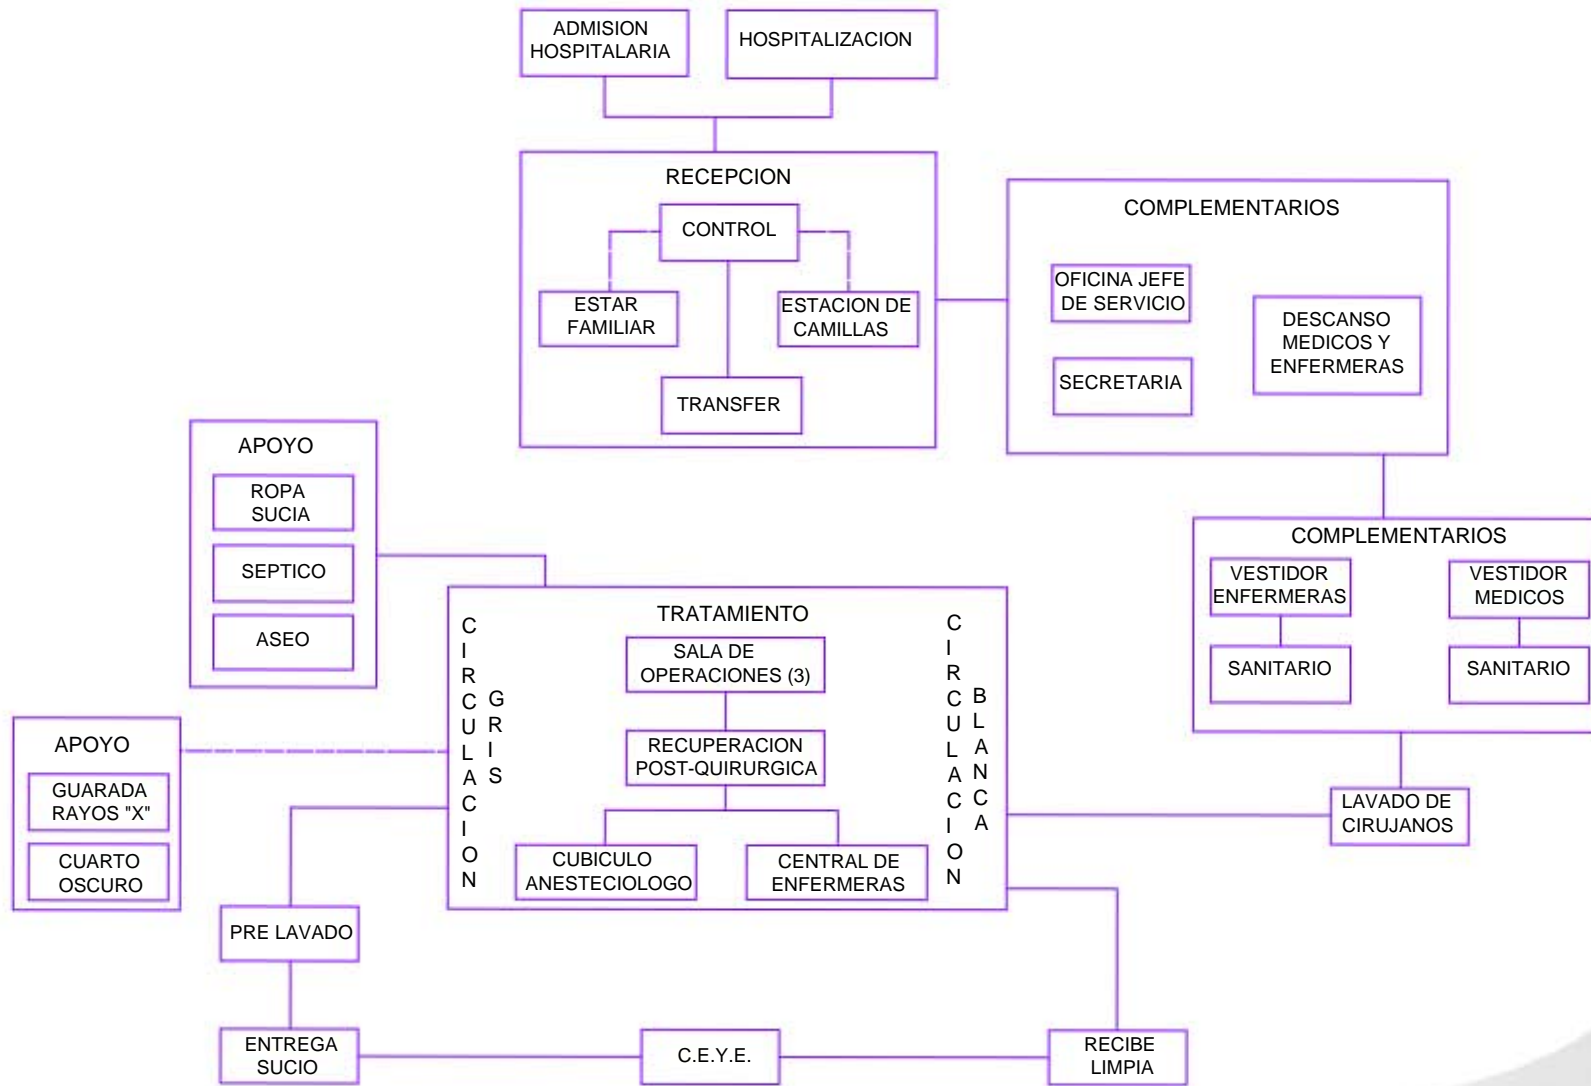 ADMISION
HOSPITALARIA
HOSPITALIZACION
RECEPCION
CONTROL
ESTAR
FAMILIAR
ESTACION DE
CAMILLAS
TRANSFER
COMPLEMENTARIOS
OFICINA JEFE
DE SERVICIO
SECRETARIA
DESCANSO
MEDICOS Y
ENFERMERAS
APOYO
ROPA
SUCIA
SEPTICO
ASEO
COMPLEMENTARIOS
VESTIDOR
ENFERMERAS
SANITARIO
VESTIDOR
MEDICOS
SANITARIO
TRATAMIENTO
CIRCULACION
GRIS
SALA DE
OPERACIONES (3)
RECUPERACION
POST-QUIRURGICA
CUBICULO
ANESTECIOLOGO
CENTRAL DE
ENFERMERAS
CIRCULACION
BLANCA
APOYO
GUARADA
RAYOS "X"
CUARTO
OSCURO
LAVADO DE
CIRUJANOS
PRE LAVADO
ENTREGA
SUCIO
C.E.Y.E.
RECIBE
LIMPIA